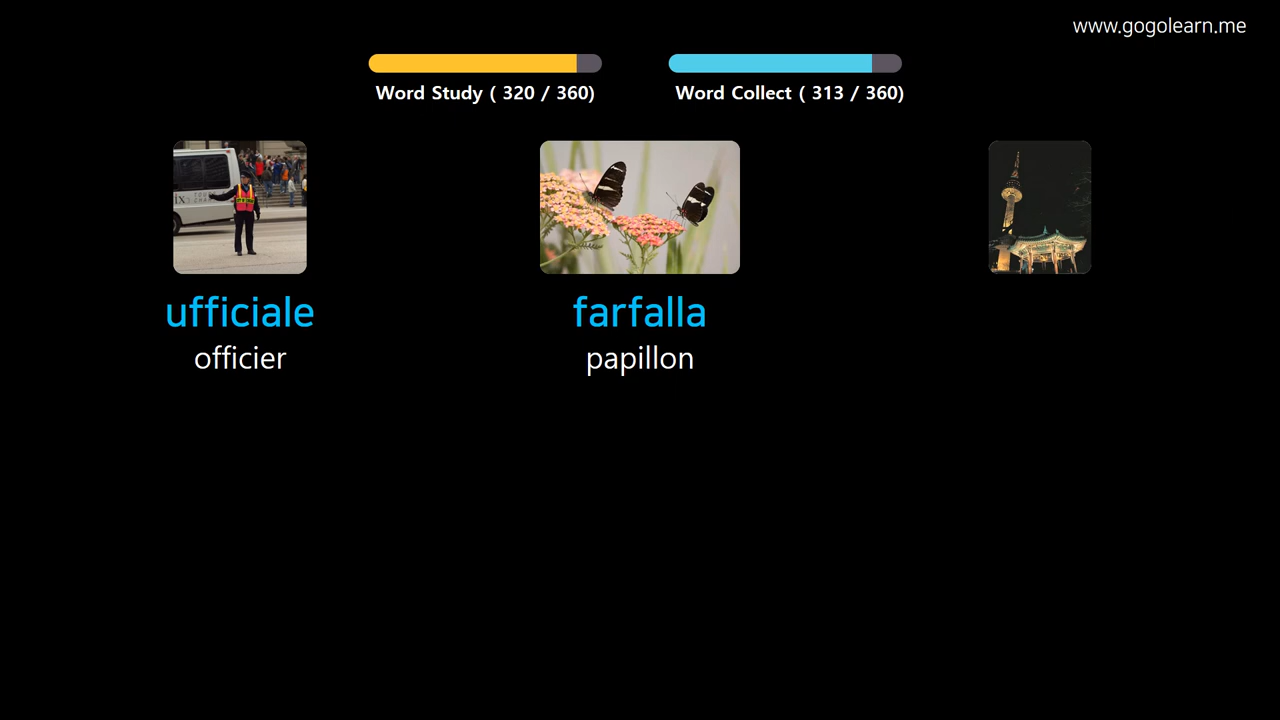 www.gogolearn.me
Word Study ( 320 / 360)
Word Collect ( 313 / 360)
ufficiale
officier
farfalla
papillon